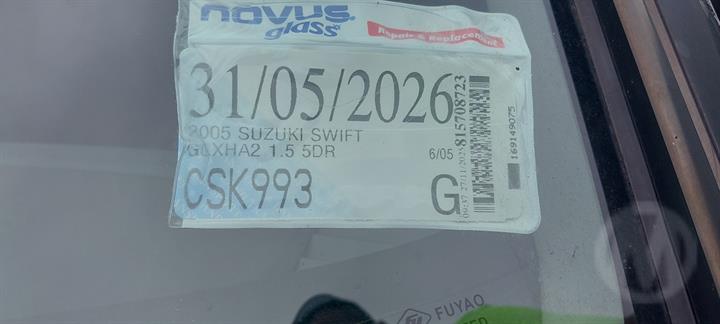 novus
glass
Repair & Replacement
31/05/2026
2005 SUZUKI SWIFT
GLXHA2 1.5 5DR
6/05
CSK993
G
815708723
169149075
FUYAO